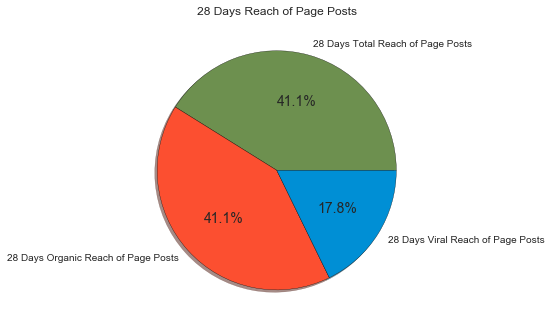 28 Days Reach of Page Posts
28 Days Total Reach of Page Posts
41.1%
41.1%
17.8%
28 Days Viral Reach of Page Posts
28 Days Organic Reach of Page Posts